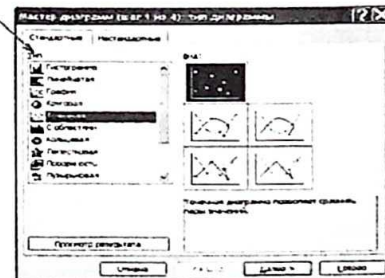 Мастер диаграмм (шаг 1 из 4): тип диаграммы
Стандартные Нестандартные
Тип:
Вид:
Гистограмма
Линейчатая
График
Круговая
Точечная
С областями
Кольцевая
Лепестковая
Поверхность
Пузырьковая
Точечная диаграмма позволяет сравнить
пары значений.
Просмотр результата
Отмена
Далее >
Готово